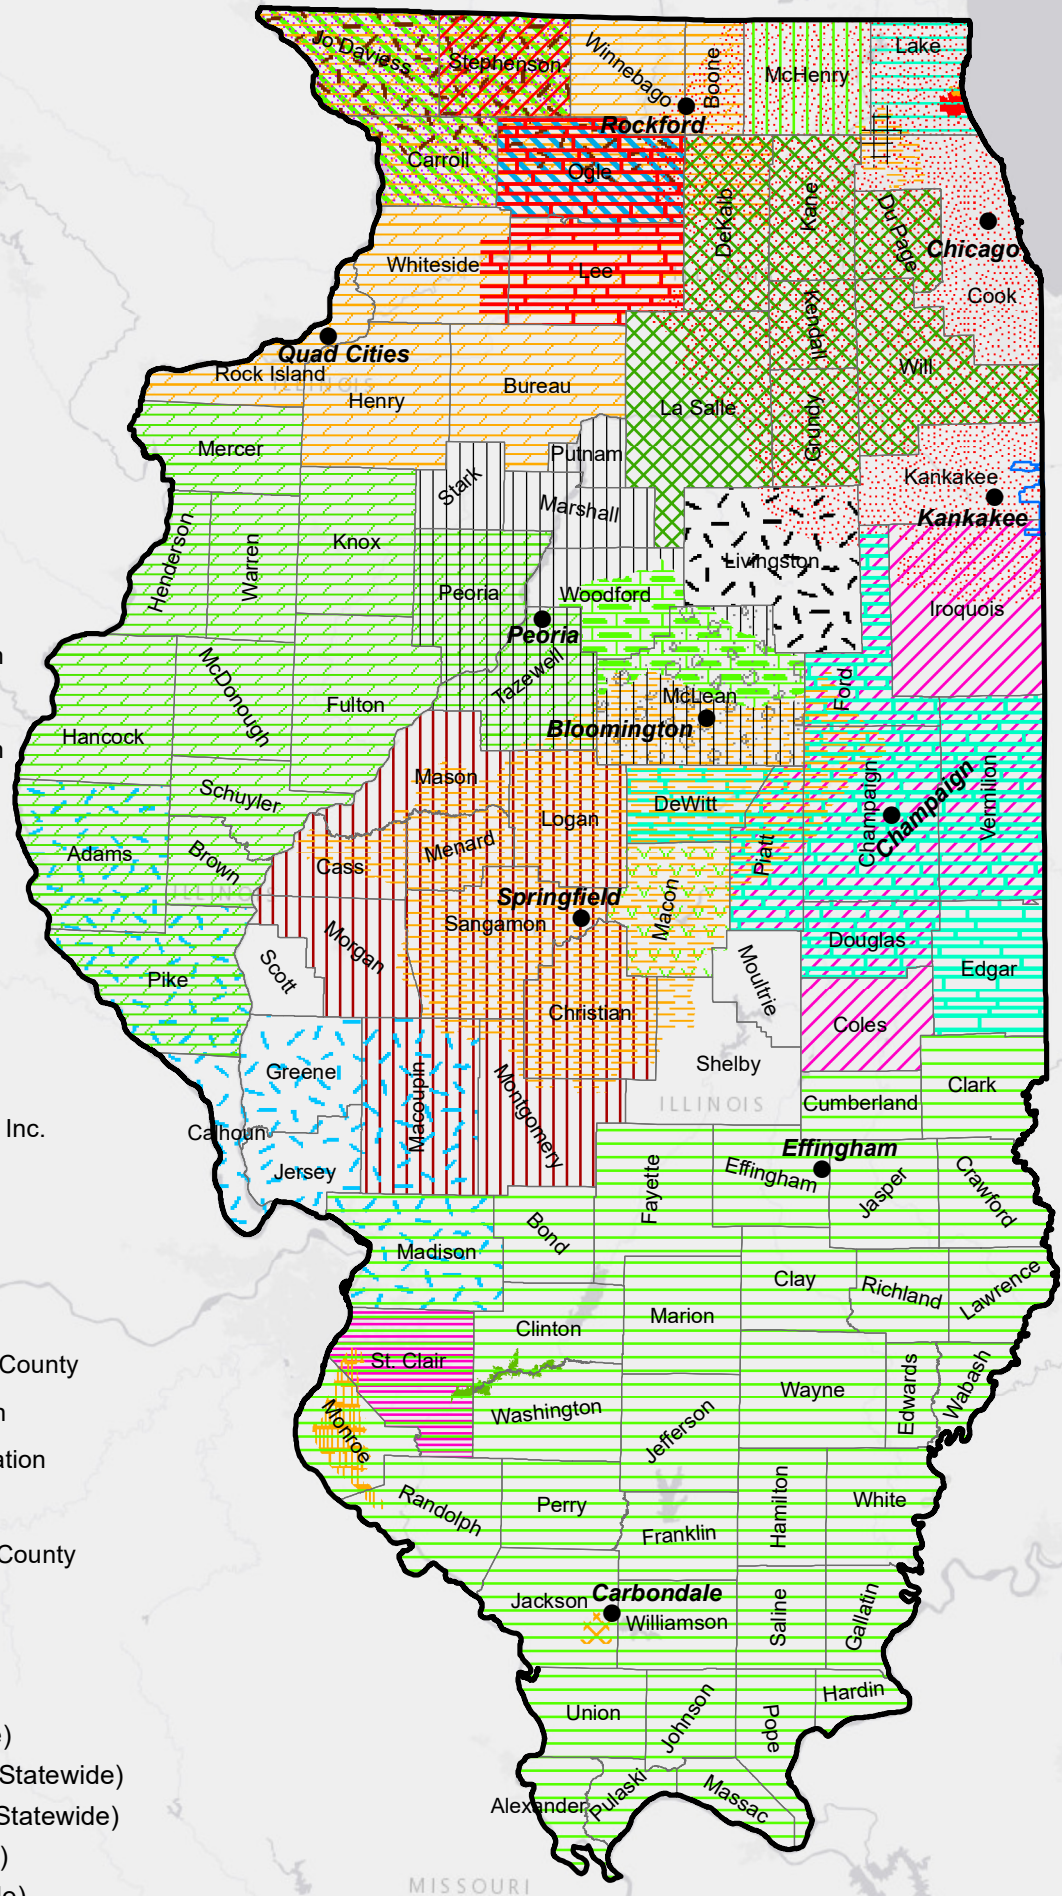 Jo Daviess
Stephenson
Winnebago
Boone
McHenry
Lake
Rockford
Carroll
Ogle
DeKalb
Kane
Du Page
Chicago
Cook
Whiteside
Lee
Kendall
Quad Cities
Rock Island
ILLINOIS
Henry
Bureau
La Salle
Will
Grundy
Mercer
Putnam
Stark
Marshall
Kankakee
Kankakee
Henderson
Warren
Knox
Peoria
Woodford
Livingston
Iroquois
Peoria
Tazewell
McDonough
Fulton
McLean
Ford
Hancock
Bloomington
Mason
Schuyler
Logan
DeWitt
Champaign
Champaign
Vermilion
Adams
Brown
Cass
Menard
Piatt
ILLINOIS
Springfield
Macon
Sangamon
Morgan
Scott
Pike
Moultrie
Douglas
Edgar
Christian
Coles
Shelby
Greene
Macoupin
Montgomery
ILLINOIS
Cumberland
Clark
Inc.
Calhoun
Jersey
Effingham
Effingham
Fayette
Jasper
Crawford
Bond
Madison
Clay
Richland
Lawrence
Marion
Clinton
County
St. Clair
Wayne
Edwards
Wabash
Washington
Monroe
Jefferson
n
ation
Randolph
Perry
Hamilton
White
Franklin
County
Carbondale
Jackson
Williamson
Saline
Gallatin
Union
Johnson
Pope
Hardin
)
Statewide)
Alexander
Pulaski
Massac
Statewide)
)
MISSOURI